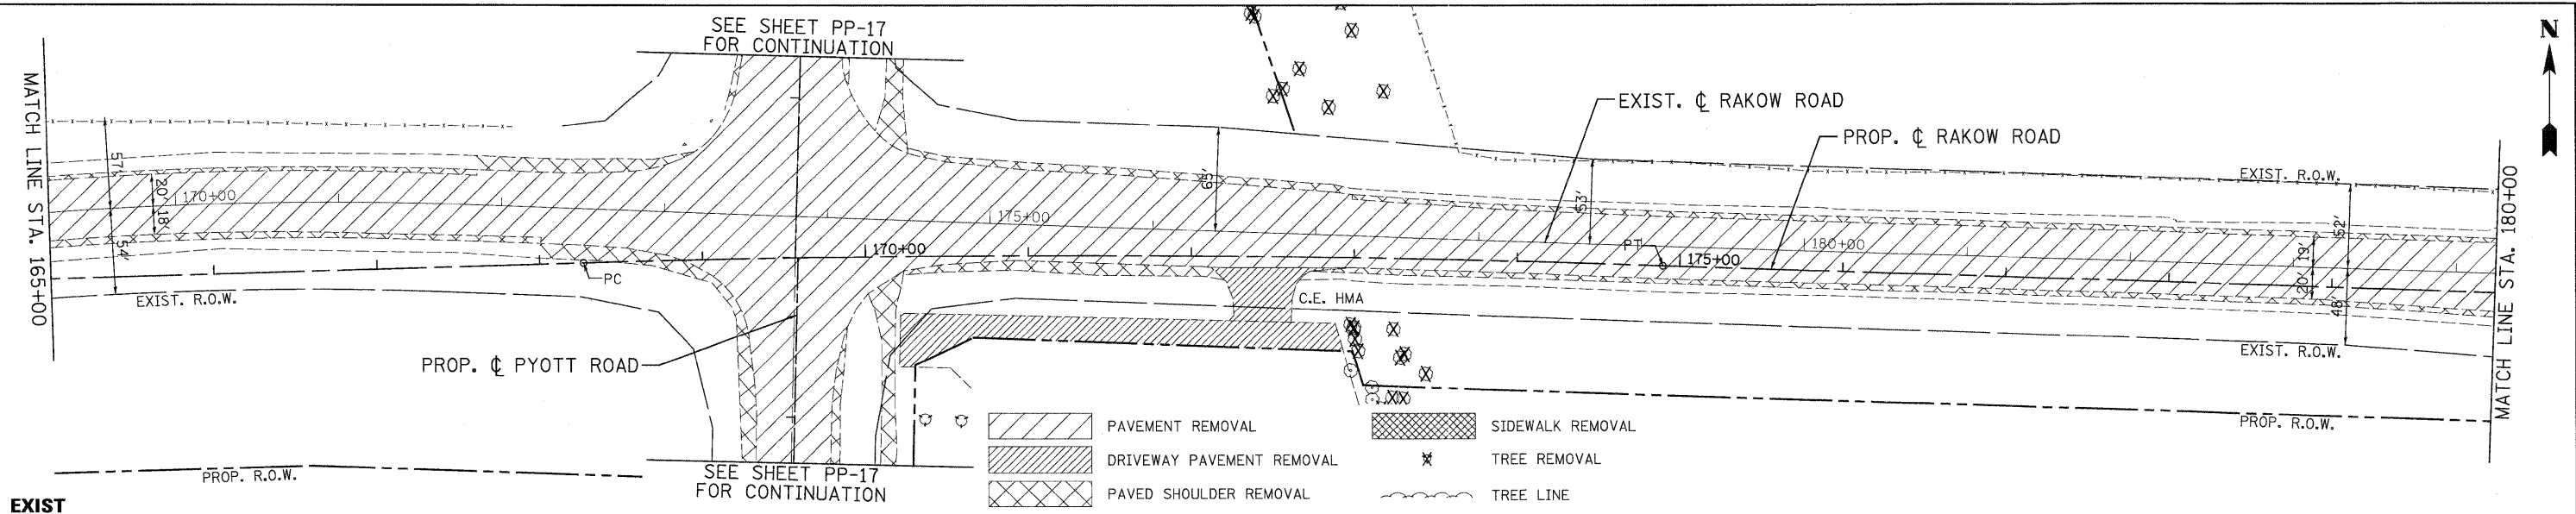 SEE SHEET PP-17
FOR CONTINUATION
N
MATCH LINE STA. 165+00
EXIST. ℄ RAKOW ROAD
PROP. ℄ RAKOW ROAD
57'
20'
18'
54'
170+00
65'
175+00
53'
EXIST. R.O.W.
52'
19'
20'
48'
180+00
PT
175+00
170+00
PC
EXIST. R.O.W.
C.E. HMA
PROP. ℄ PYOTT ROAD
EXIST. R.O.W.
MATCH LINE STA. 180+00
PROP. R.O.W.
PAVEMENT REMOVAL
DRIVEWAY PAVEMENT REMOVAL
PAVED SHOULDER REMOVAL
SIDEWALK REMOVAL
TREE REMOVAL
TREE LINE
PROP. R.O.W.
SEE SHEET PP-17
FOR CONTINUATION
EXIST